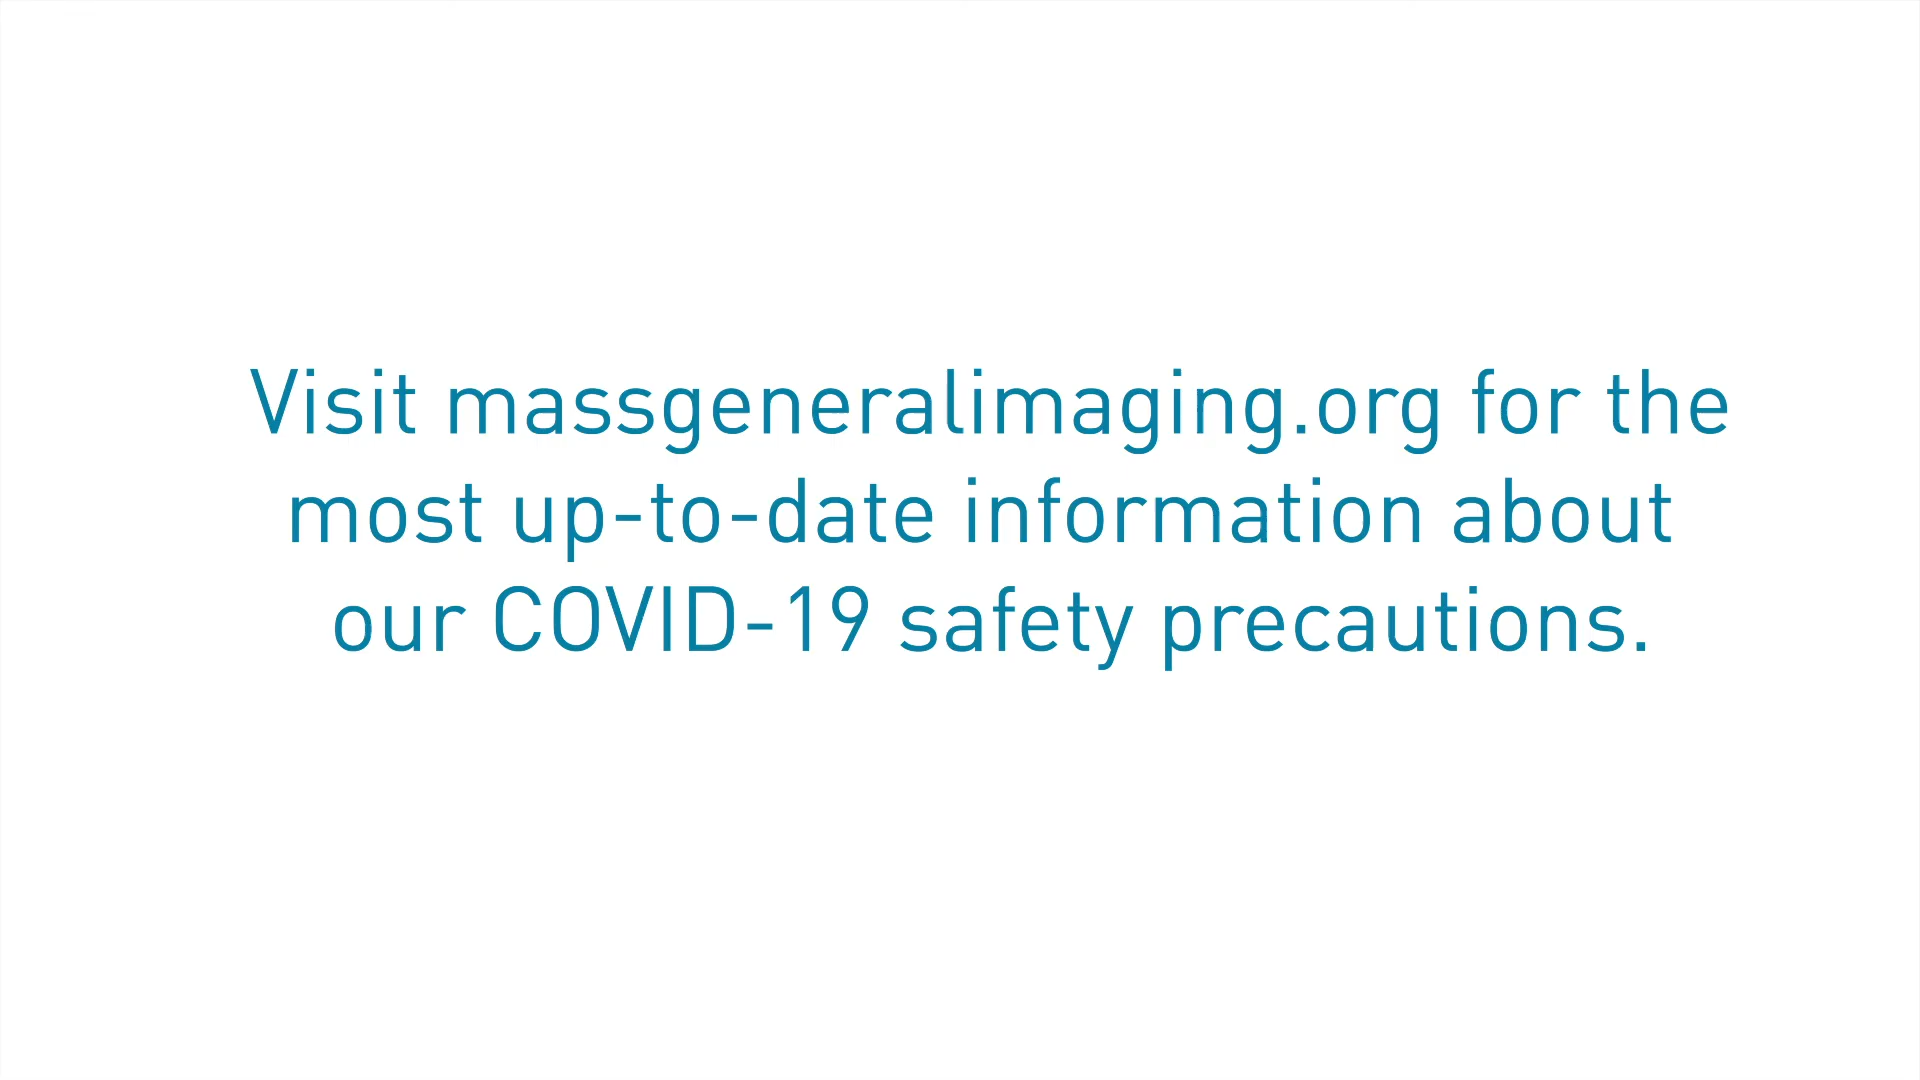 Visit massgeneralimaging.org for the
most up-to-date information about
our COVID-19 safety precautions.